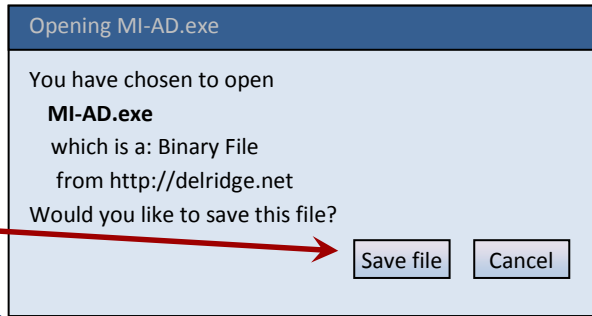 Opening MI-AD.exe
You have chosen to open
MI-AD.exe
which is a: Binary File
from http://delridge.net
Would you like to save this file?
Save file Cancel